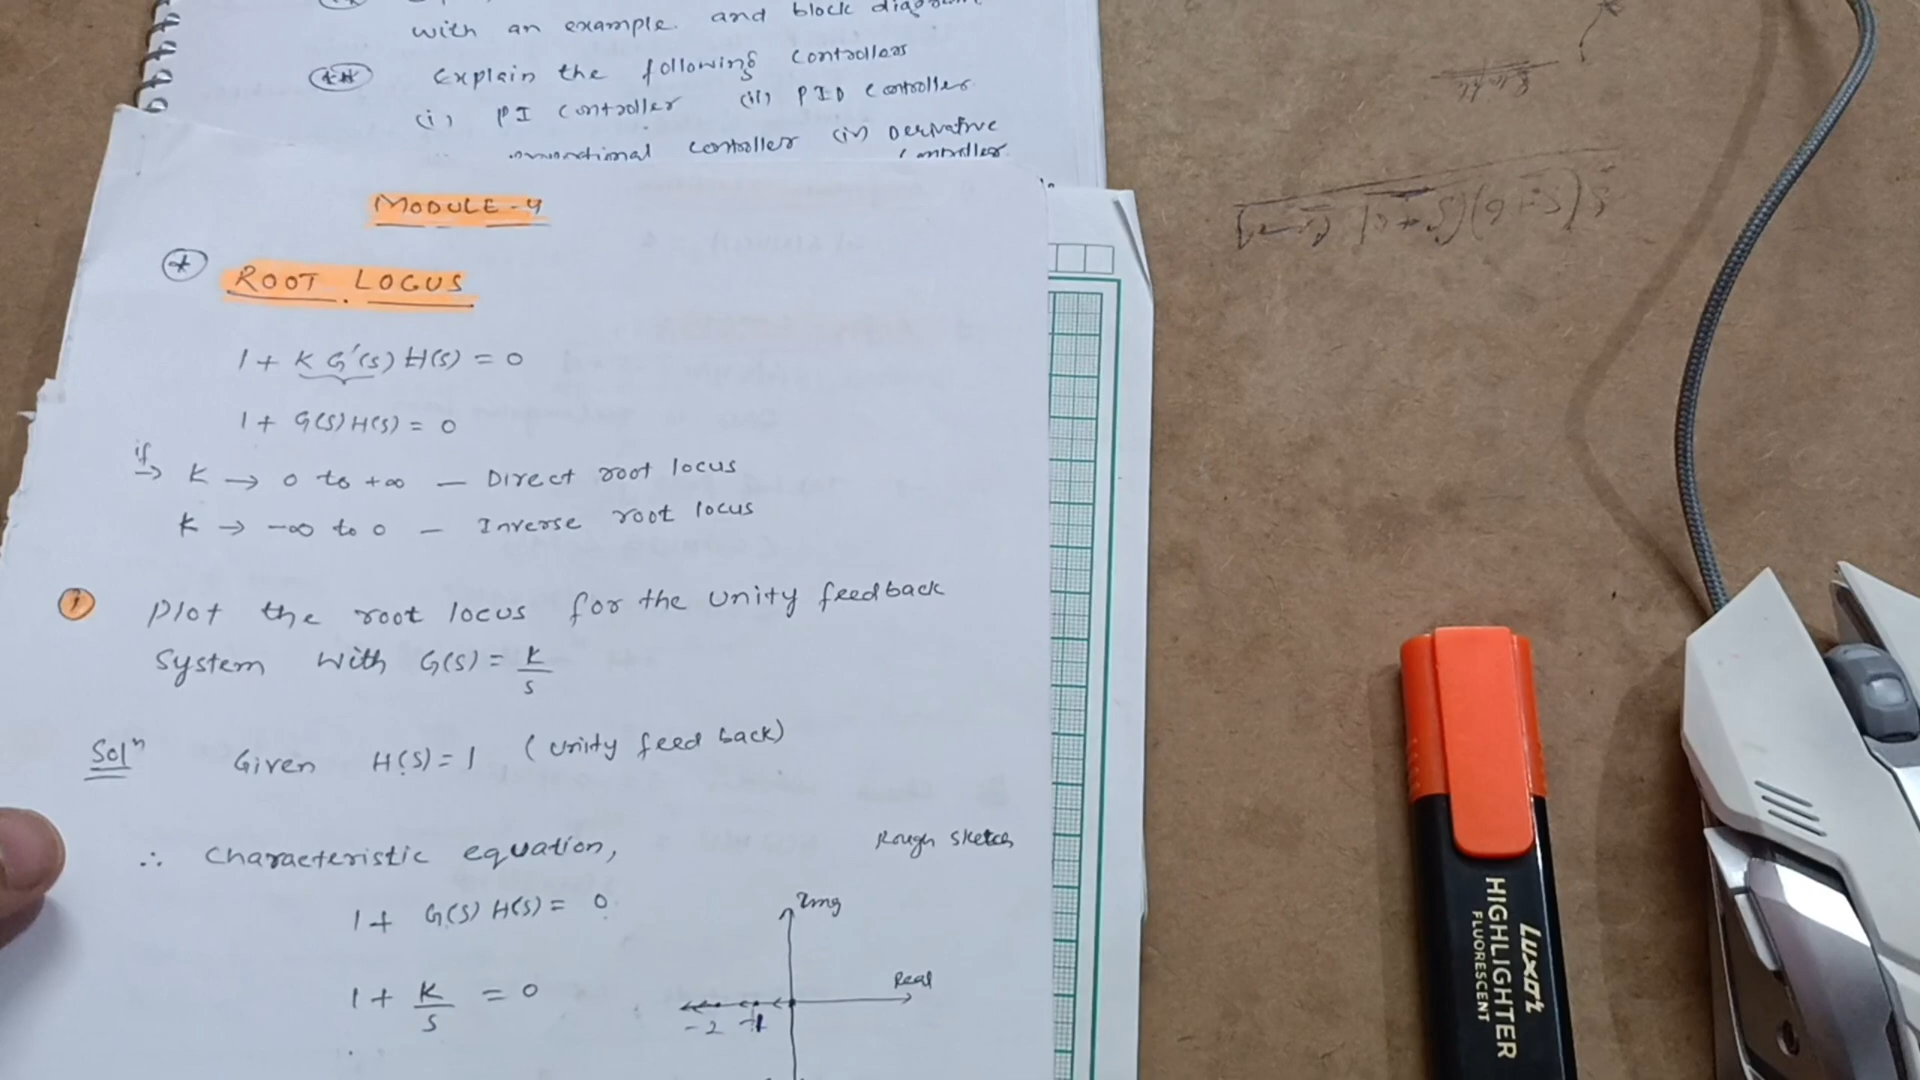 with an example and block diagram
(**) Explain the following controllers
(i) PI controller (ii) PID controller
controller (iv) Derivative
controller
MODULE-4
* ROOT LOCUS
1 + K G'(s) H(s) = 0
1 + G(s) H(s) = 0
if → K → 0 to +∞ — Direct root locus
K → -∞ to 0 — Inverse root locus
1 Plot the root locus for the unity feedback
system with G(s) = K/s
Solⁿ Given H(s) = 1 (unity feed back)
∴ Characteristic equation,
Rough sketch
1 + G(s) H(s) = 0
Img
Real
1 + K/s = 0
-2 -1
Luxor
HIGHLIGHTER
FLUORESCENT